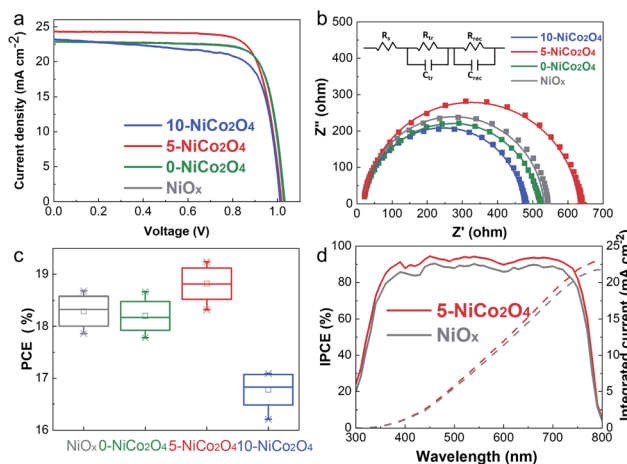 a
Current density (mA cm-2)
25
20
15
10
5
0
10-NiCo2O4
5-NiCo2O4
0-NiCo2O4
NiOx
0.0 0.2 0.4 0.6 0.8 1.0
Voltage (V)
b
Z'' (ohm)
500
400
300
200
100
0
Rs Rtr Rrec
Ctr Crec
10-NiCo2O4
5-NiCo2O4
0-NiCo2O4
NiOx
0 100 200 300 400 500 600 700
Z' (ohm)
c
PCE (%)
19
18
17
16
NiOx 0-NiCo2O4 5-NiCo2O4 10-NiCo2O4
d
IPCE (%)
100
80
60
40
20
0
5-NiCo2O4
NiOx
25
20
15
10
5
0
Integrated current (mA cm-2)
300 400 500 600 700 800
Wavelength (nm)